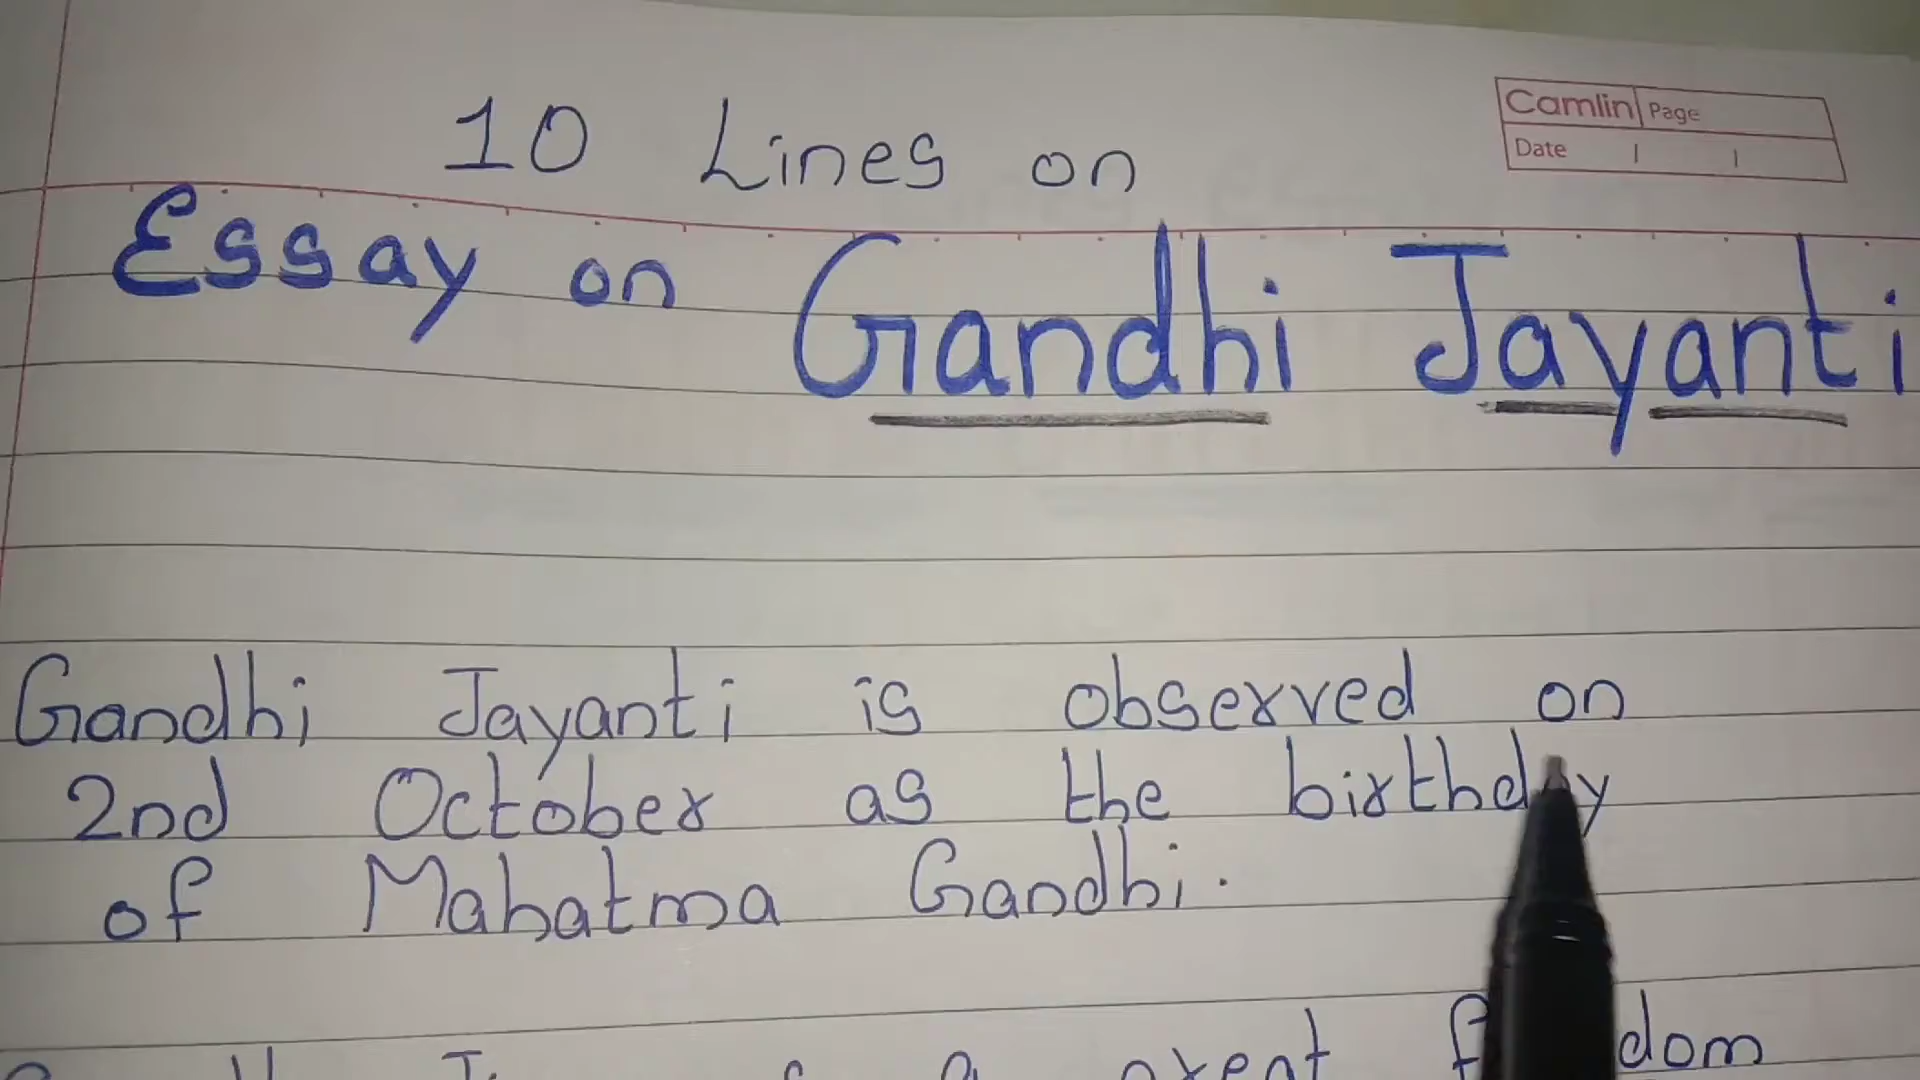 10 Lines on
Camlin Page
Date
Essay on Gandhi Jayanti
Gandhi Jayanti is observed on
2nd October as the birthday
of Mahatma Gandhi.